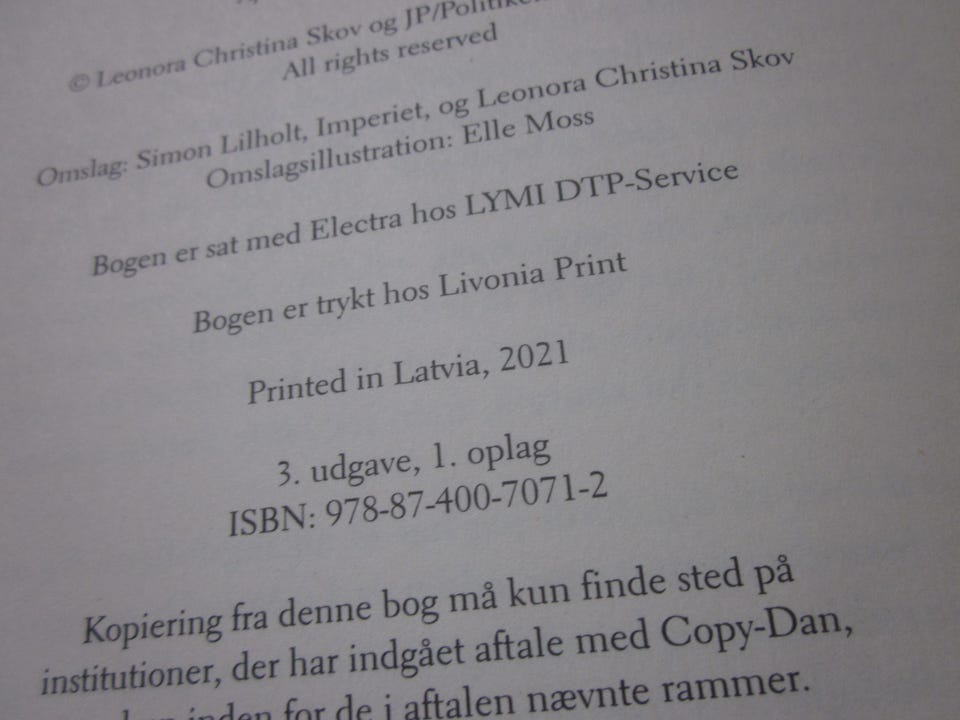 © Leonora Christina Skov og JP/Politiken
All rights reserved
Omslag: Simon Lilholt, Imperiet, og Leonora Christina Skov
Omslagsillustration: Elle Moss
Bogen er sat med Electra hos LYMI DTP-Service
Bogen er trykt hos Livonia Print
Printed in Latvia, 2021
3. udgave, 1. oplag
ISBN: 978-87-400-7071-2
Kopiering fra denne bog må kun finde sted på
institutioner, der har indgået aftale med Copy-Dan,
inden for de i aftalen nævnte rammer.